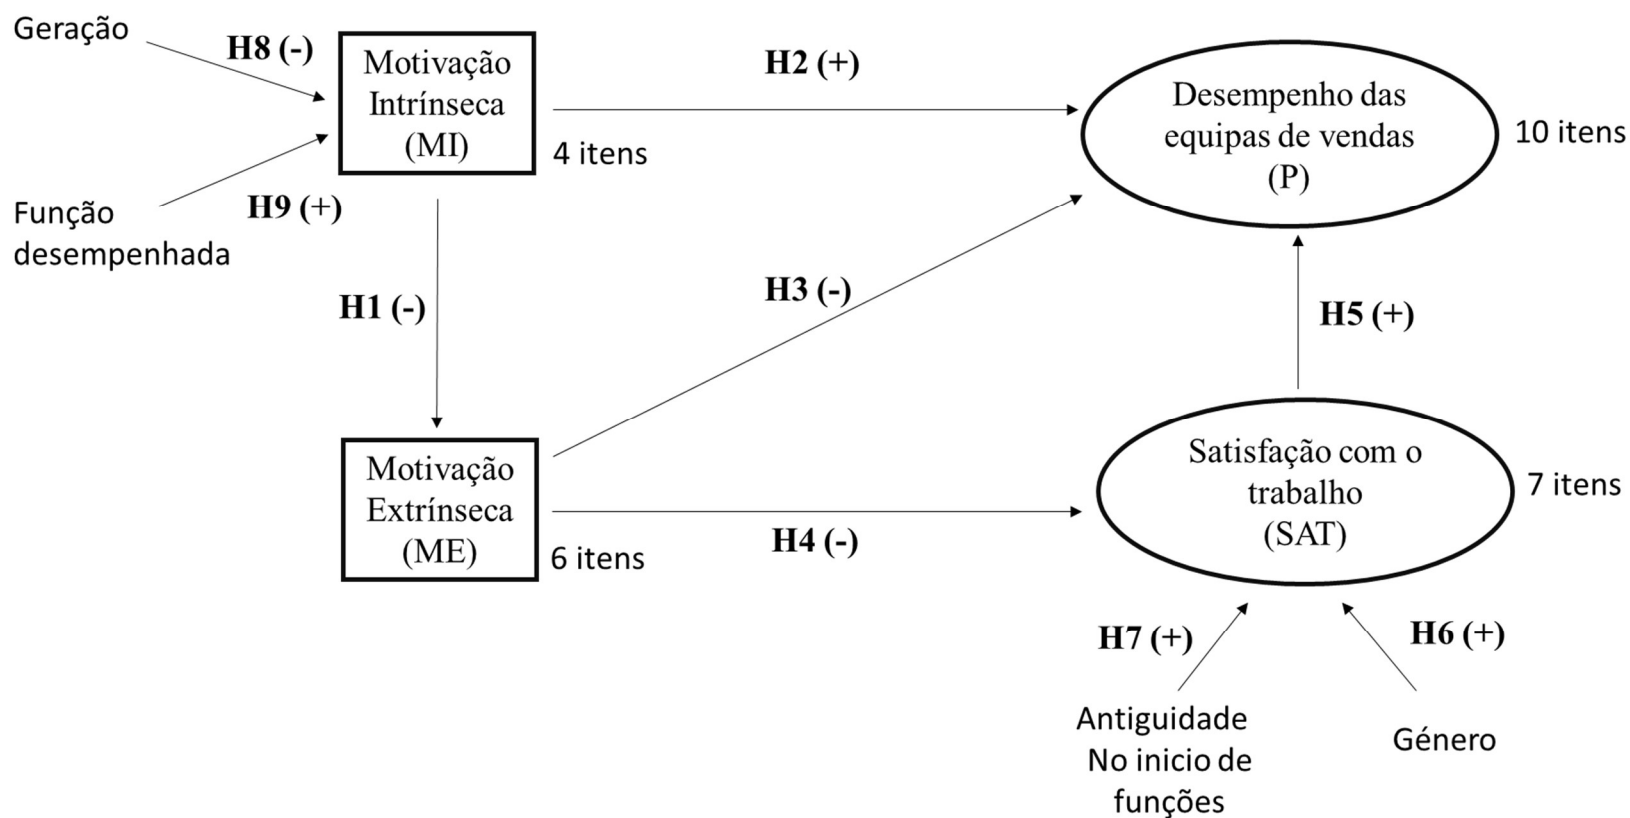 Geração
H8 (-)
Motivação
Intrínseca
(MI)
4 itens
H2 (+)
Desempenho das
equipas de vendas
(P)
10 itens
Função
desempenhada
H9 (+)
H1 (-)
H3 (-)
H5 (+)
Motivação
Extrínseca
(ME)
6 itens
H4 (-)
Satisfação com o
trabalho
(SAT)
7 itens
H7 (+)
H6 (+)
Antiguidade
No inicio de
funções
Género